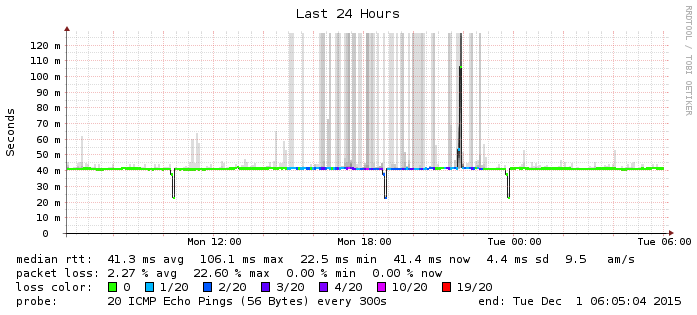 Last 24 Hours
RRDTOOL / TOBI OETIKER
Seconds
120 m
110 m
100 m
90 m
80 m
70 m
60 m
50 m
40 m
30 m
20 m
10 m
0
Mon 12:00 Mon 18:00 Tue 00:00 Tue 06:00
median rtt: 41.3 ms avg 106.1 ms max 22.5 ms min 41.4 ms now 4.4 ms sd 9.5 am/s
packet loss: 2.27 % avg 22.60 % max 0.00 % min 0.00 % now
loss color: 0 1/20 2/20 3/20 4/20 10/20 19/20
probe: 20 ICMP Echo Pings (56 Bytes) every 300s end: Tue Dec 1 06:05:04 2015